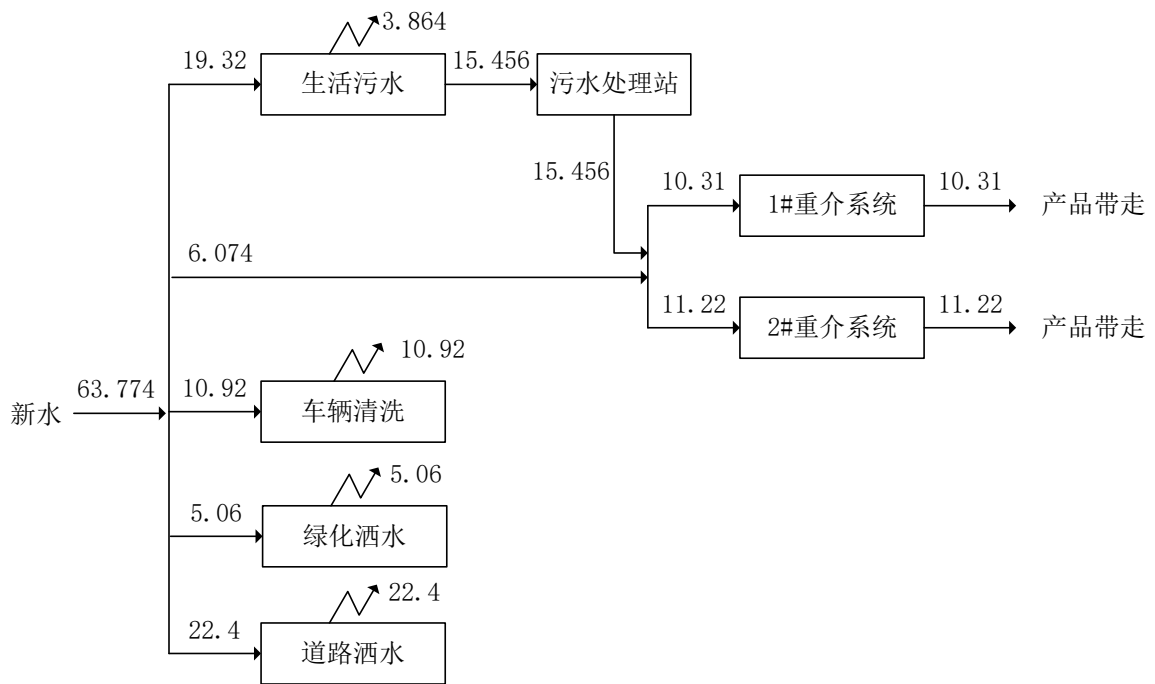 3.864
19.32
生活污水
15.456
污水处理站
15.456
10.31
1#重介系统
10.31
产品带走
6.074
11.22
2#重介系统
11.22
产品带走
10.92
新水
63.774
10.92
车辆清洗
5.06
5.06
绿化洒水
22.4
22.4
道路洒水